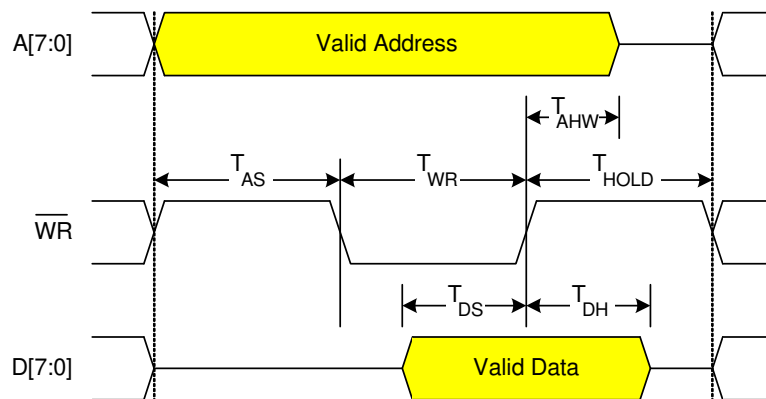 A[7:0] Valid Address
TAHW
TAS TWR THOLD
WR
TDS TDH
D[7:0] Valid Data